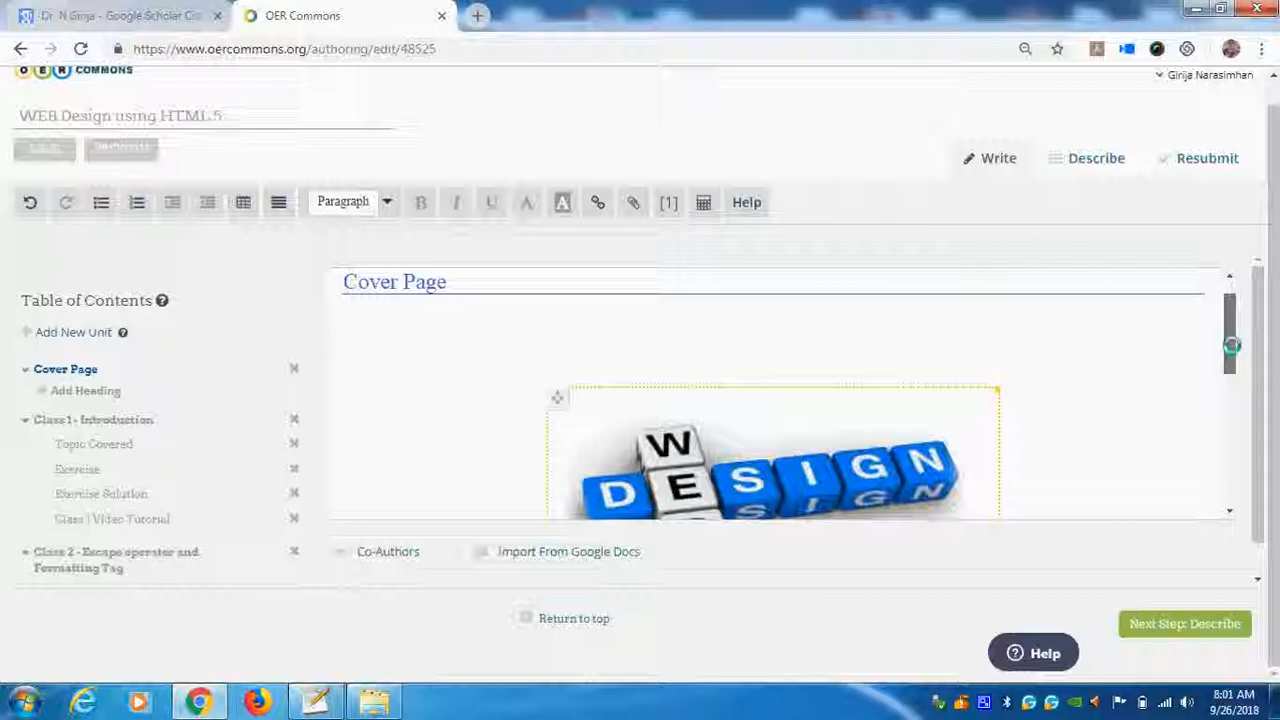 Dr. N Girija - Google Scholar Cit
OER Commons
https://www.oercommons.org/authoring/edit/48525
OER COMMONS
Girija Narasimhan
WEB Design using HTML 5
Write
Describe
Resubmit
Paragraph
B I U A A [1] Help
Cover Page
Table of Contents
Add New Unit
Cover Page
Add Heading
Class 1- Introduction
Topic Covered
Exercise
Exercise Solution
Class 1 Video Tutorial
Class 2 - Escape operator and
Formatting Tag
W
DESIGN
Co-Authors
Import From Google Docs
Return to top
Next Step: Describe
Help
8:01 AM
9/26/2018